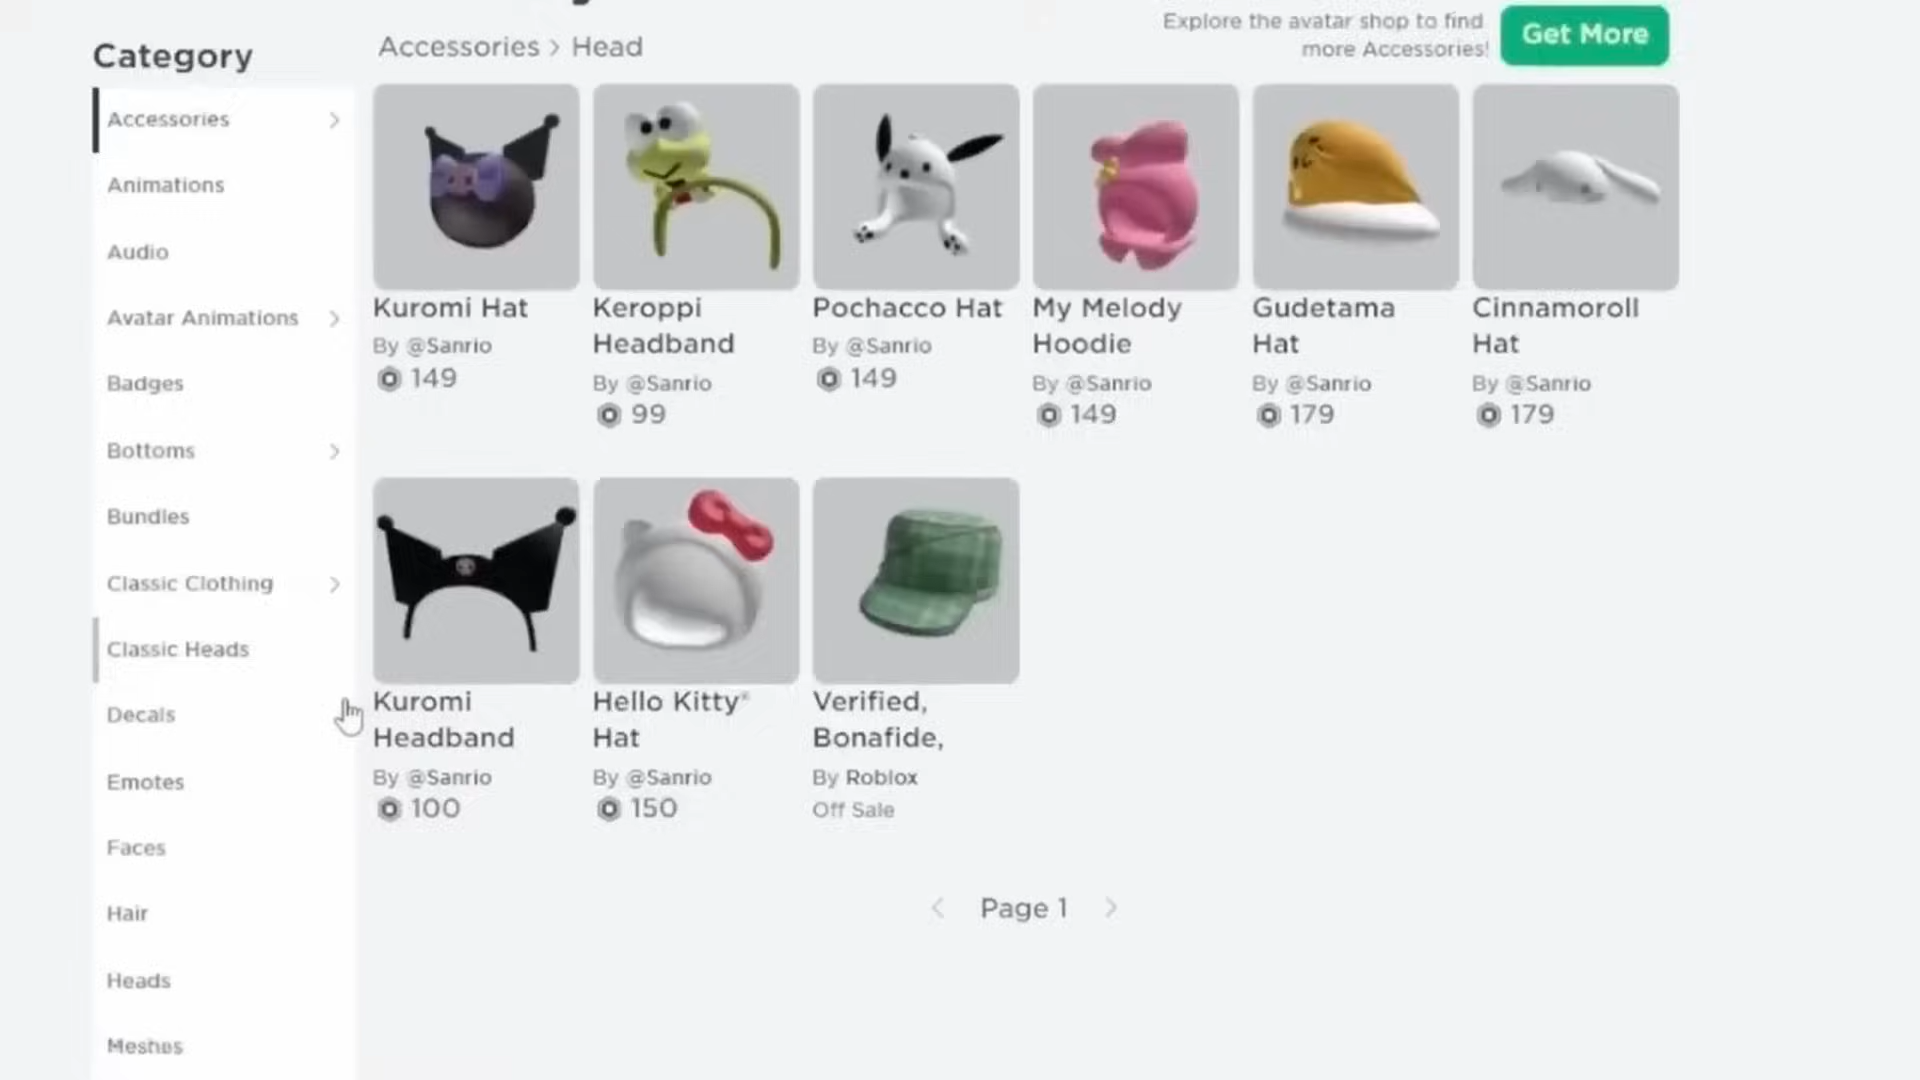 Explore the avatar shop to find
more Accessories!
Get More
Category
Accessories > Head
Accessories
Animations
Audio
Avatar Animations
Badges
Bottoms
Bundles
Classic Clothing
Classic Heads
Decals
Emotes
Faces
Hair
Heads
Meshes
Kuromi Hat
By @Sanrio
149
Keroppi
Headband
By @Sanrio
99
Pochacco Hat
By @Sanrio
149
My Melody
Hoodie
By @Sanrio
149
Gudetama
Hat
By @Sanrio
179
Cinnamoroll
Hat
By @Sanrio
179
Kuromi
Headband
By @Sanrio
100
Hello Kitty®
Hat
By @Sanrio
150
Verified,
Bonafide,
By Roblox
Off Sale
Page 1